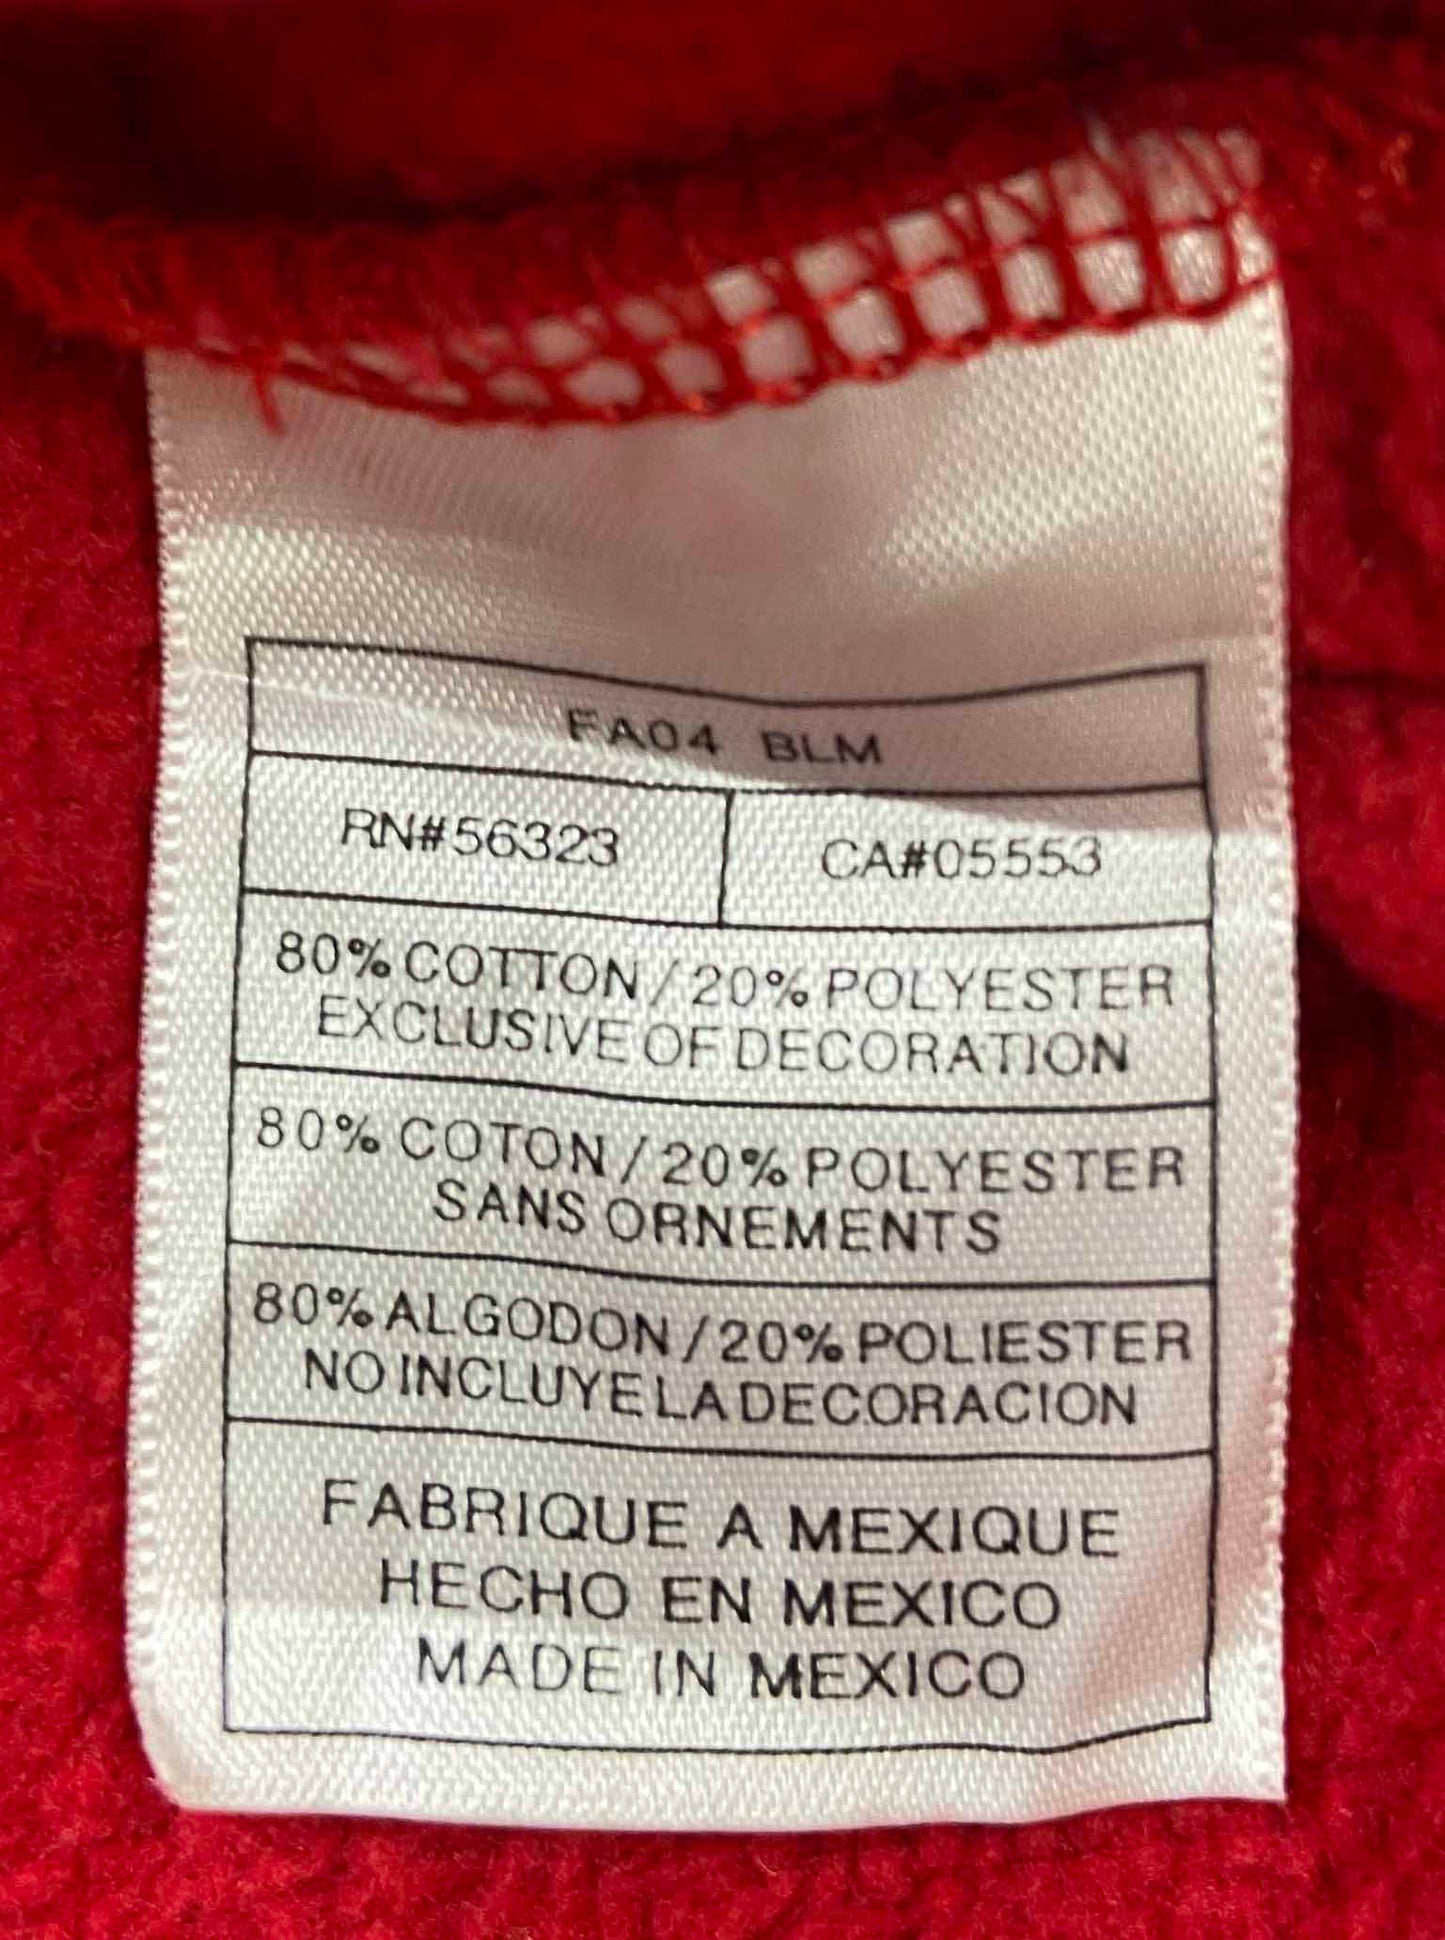 FA04 BLM
RN#56323 CA#05553
80% COTTON / 20% POLYESTER
EXCLUSIVE OF DECORATION
80% COTON / 20% POLYESTER
SANS ORNEMENTS
80% ALGODON / 20% POLIESTER
NO INCLUYE LA DECORACION
FABRIQUE A MEXIQUE
HECHO EN MEXICO
MADE IN MEXICO